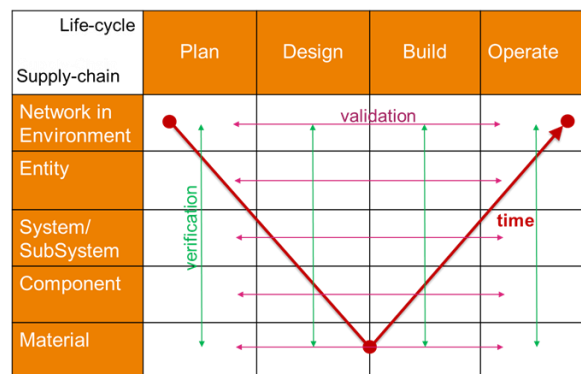 Life-cycle
Supply-chain
Plan
Design
Build
Operate
Network in
Environment
validation
Entity
verification
System/
SubSystem
time
Component
Material